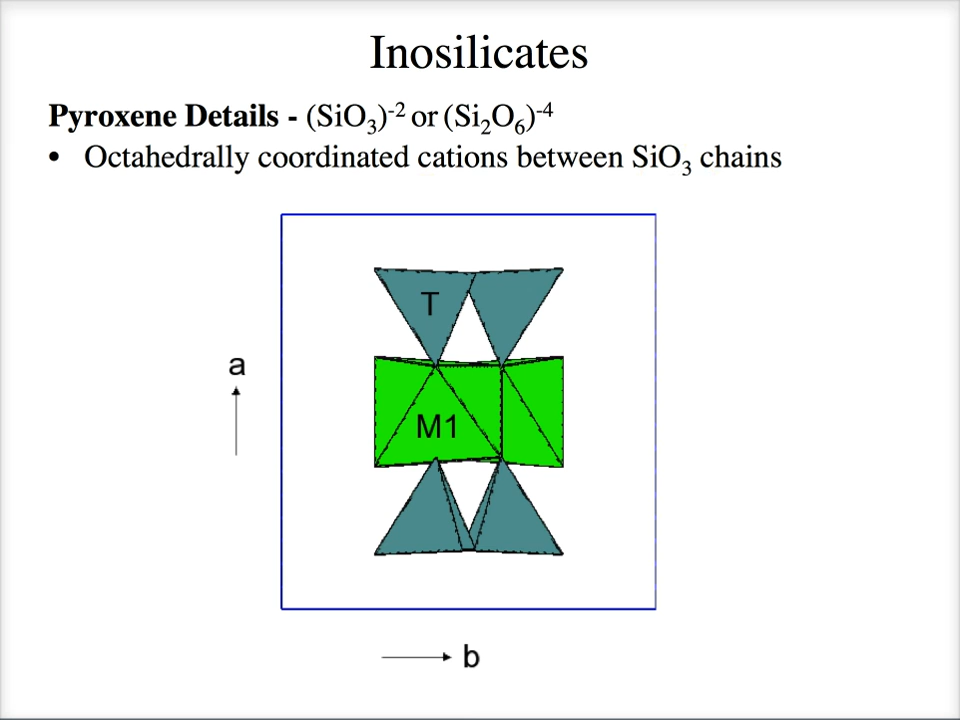 Inosilicates
Pyroxene Details - (SiO₃)⁻² or (Si₂O₆)⁻⁴
• Octahedrally coordinated cations between SiO₃ chains
T
a
M1
b